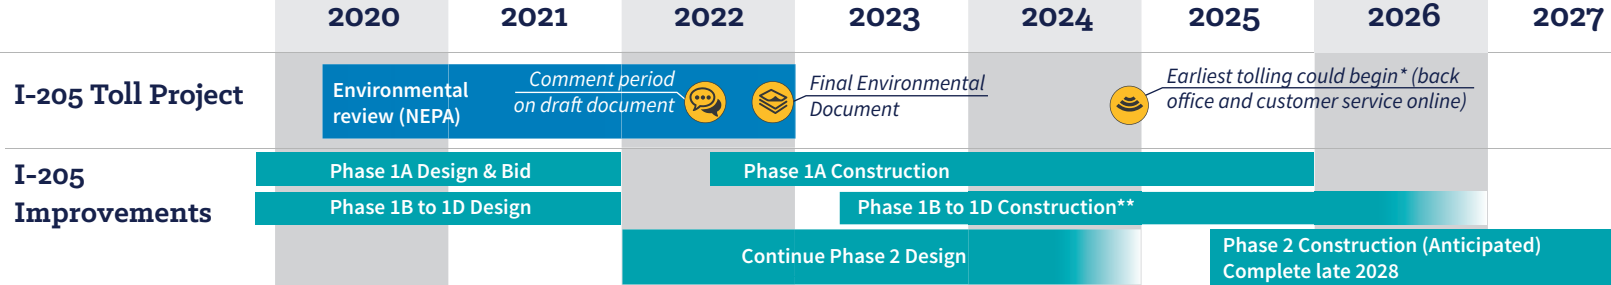 2020 2021 2022 2023 2024 2025 2026 2027
I-205 Toll Project
Environmental
review (NEPA)
Comment period
on draft document
Final Environmental
Document
Earliest tolling could begin* (back
office and customer service online)
I-205
Improvements
Phase 1A Design & Bid
Phase 1A Construction
Phase 1B to 1D Design
Phase 1B to 1D Construction**
Continue Phase 2 Design
Phase 2 Construction (Anticipated)
Complete late 2028